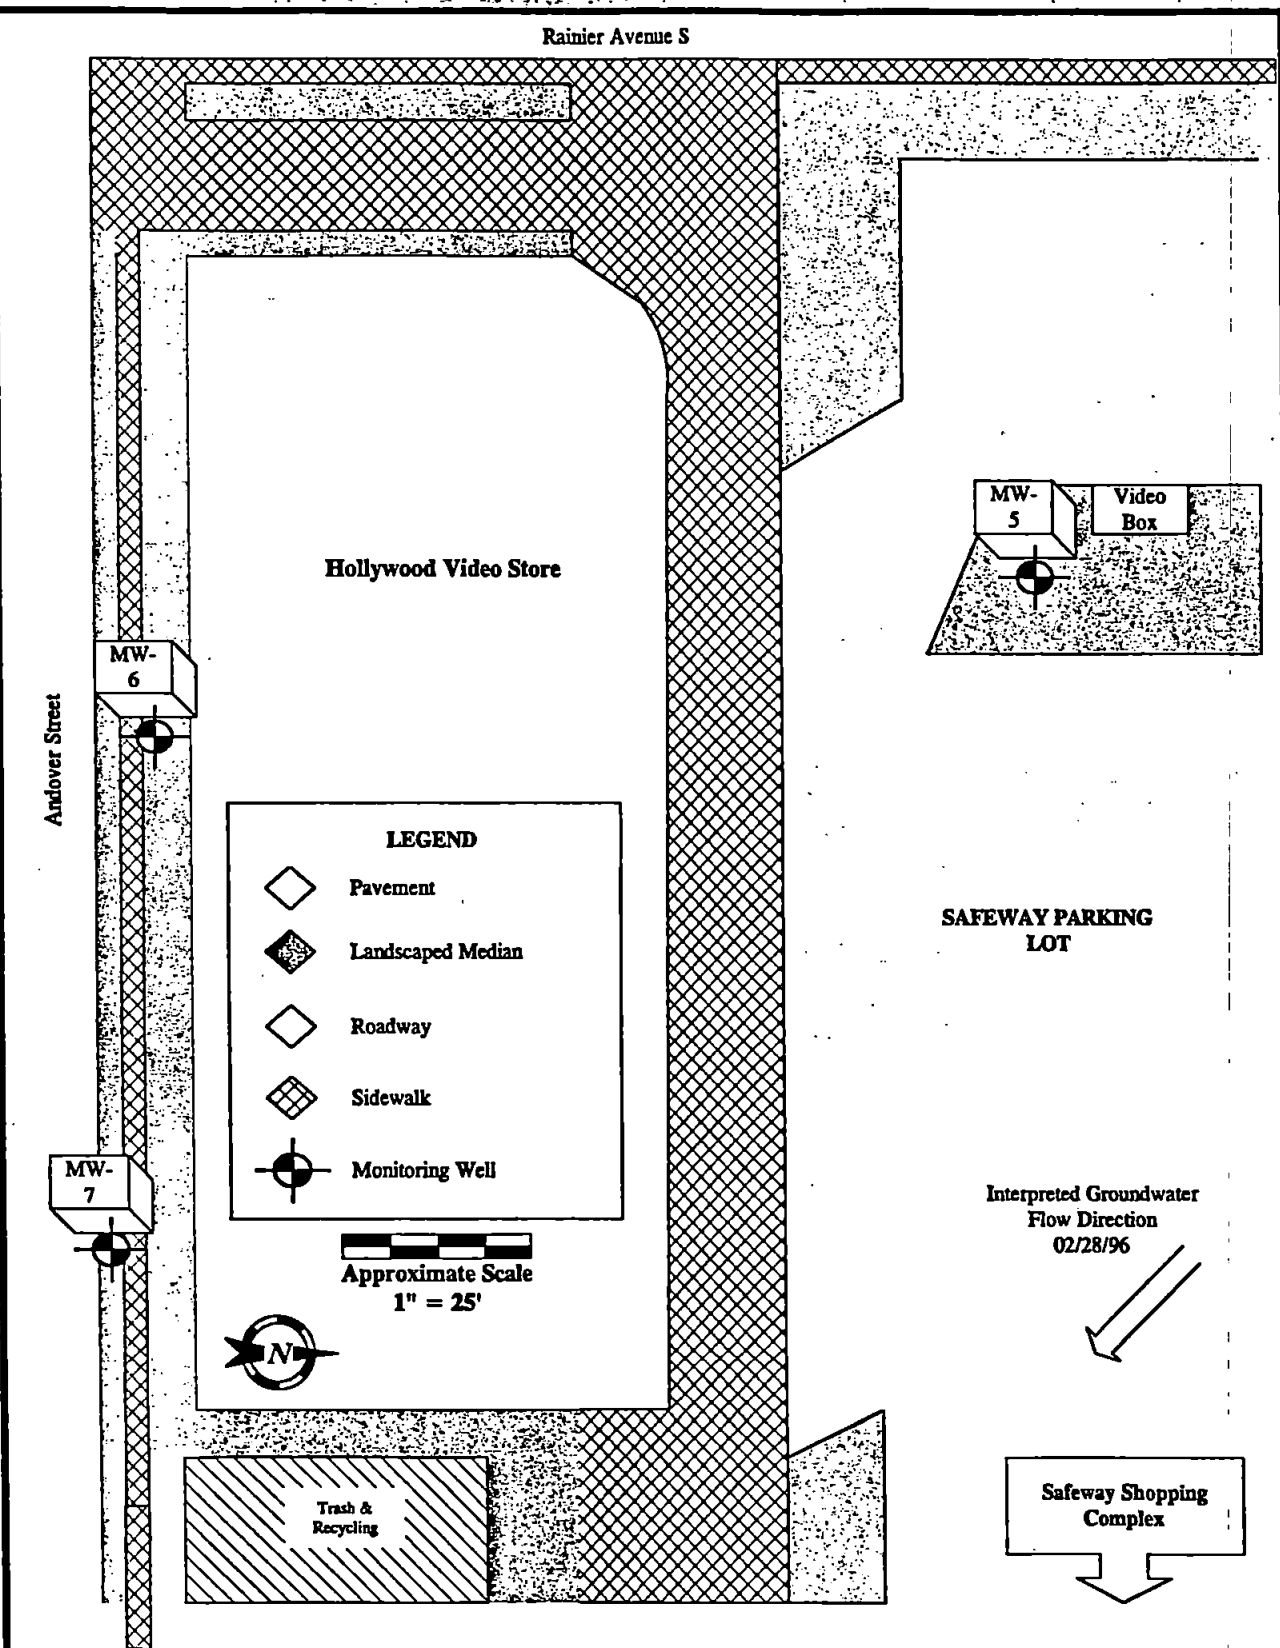 Rainier Avenue S
MW-
5
Video
Box
Hollywood Video Store
MW-
6
Andover Street
LEGEND
Pavement
Landscaped Median
Roadway
Sidewalk
Monitoring Well
SAFEWAY PARKING
LOT
MW-
7
Interpreted Groundwater
Flow Direction
02/28/96
Approximate Scale
1" = 25'
N
Trash &
Recycling
Safeway Shopping
Complex